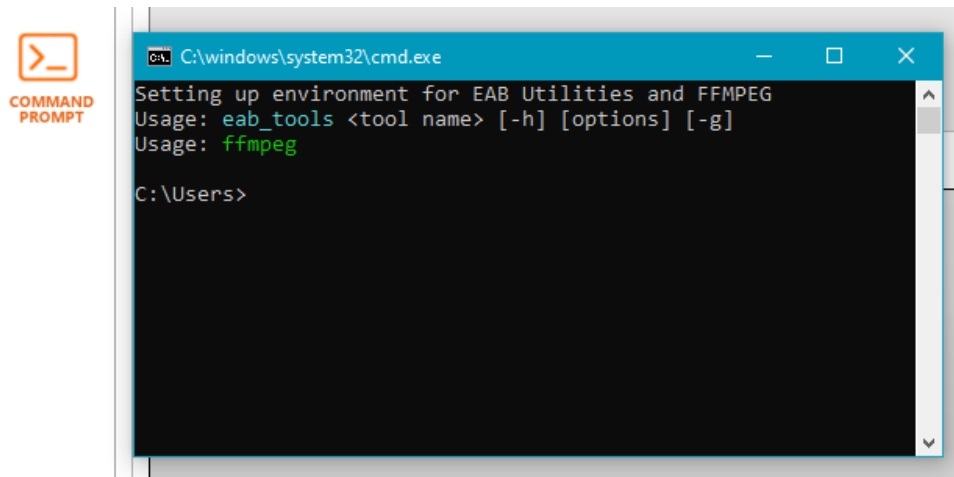 COMMAND
PROMPT
C:\windows\system32\cmd.exe
Setting up environment for EAB Utilities and FFMPEG
Usage: eab_tools <tool name> [-h] [options] [-g]
Usage: ffmpeg
C:\Users>